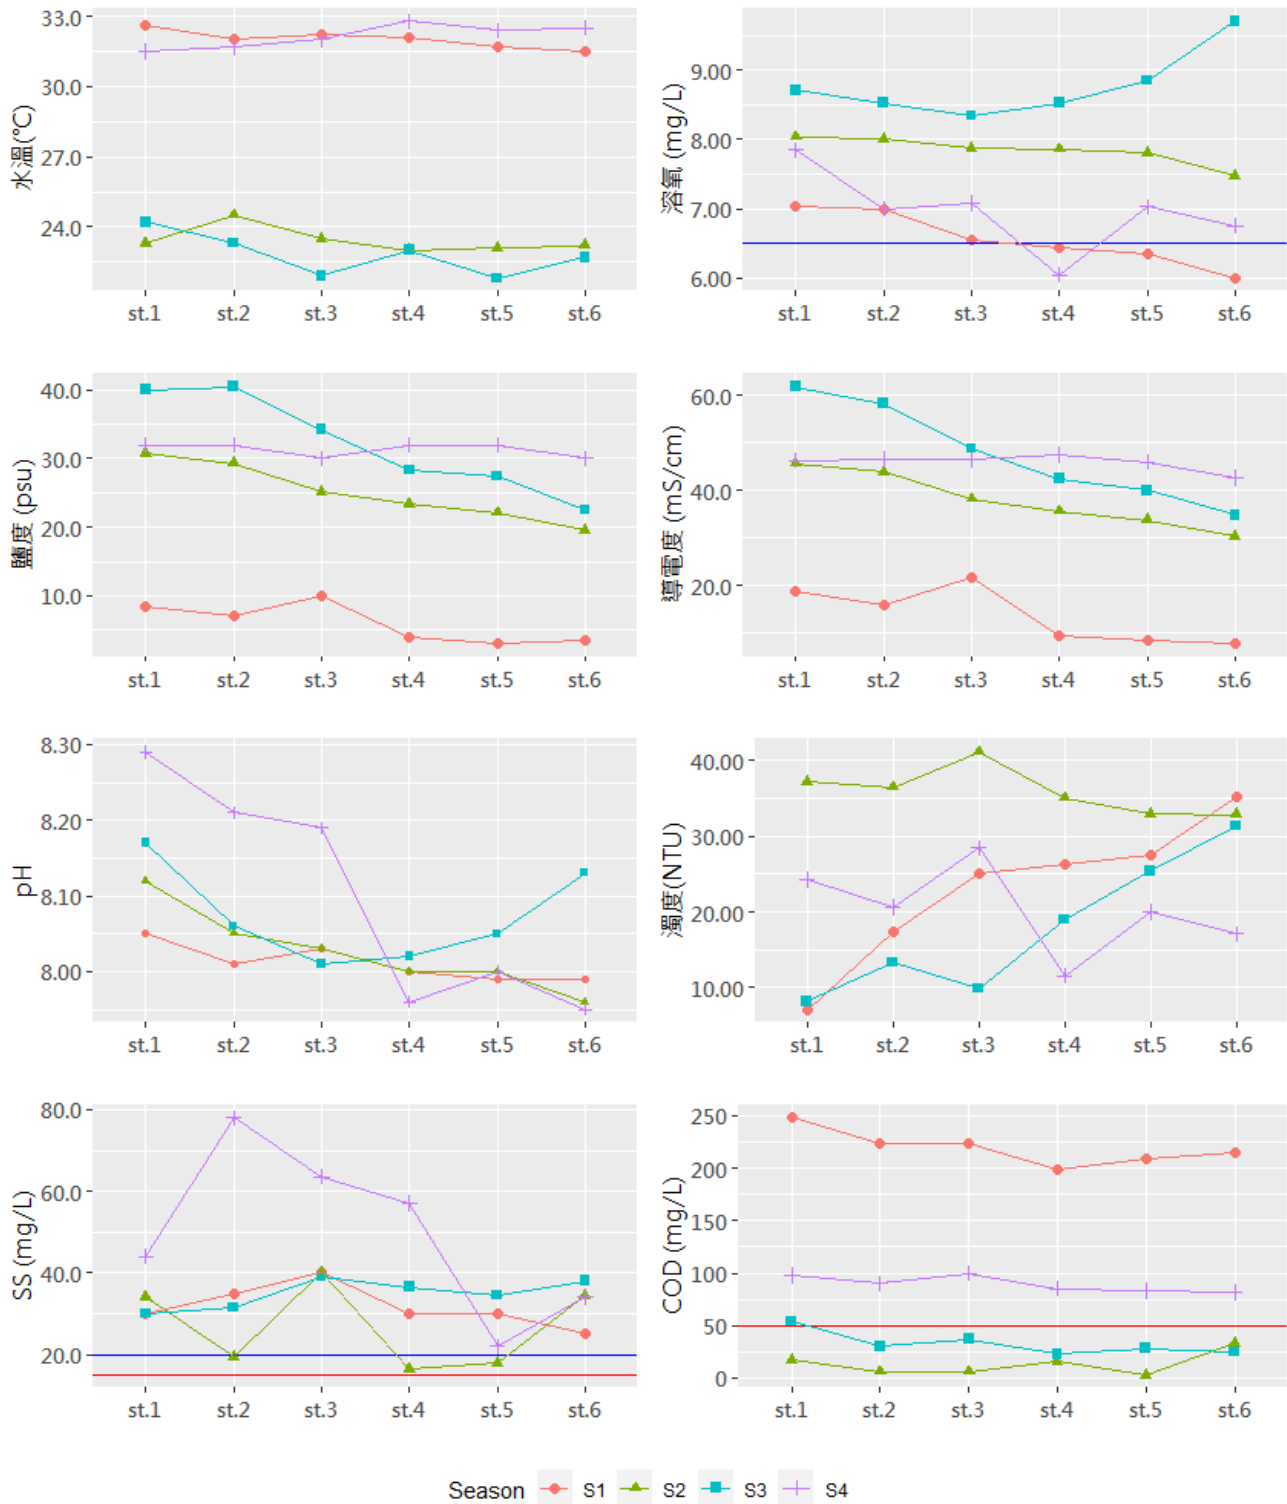 水溫(℃)
33.0
30.0
27.0
24.0
st.1 st.2 st.3 st.4 st.5 st.6
溶氧 (mg/L)
9.00
8.00
7.00
6.00
st.1 st.2 st.3 st.4 st.5 st.6
鹽度 (psu)
40.0
30.0
20.0
10.0
st.1 st.2 st.3 st.4 st.5 st.6
導電度 (mS/cm)
60.0
40.0
20.0
st.1 st.2 st.3 st.4 st.5 st.6
pH
8.30
8.20
8.10
8.00
st.1 st.2 st.3 st.4 st.5 st.6
濁度(NTU)
40.00
30.00
20.00
10.00
st.1 st.2 st.3 st.4 st.5 st.6
SS (mg/L)
80.0
60.0
40.0
20.0
st.1 st.2 st.3 st.4 st.5 st.6
COD (mg/L)
250
200
150
100
50
0
st.1 st.2 st.3 st.4 st.5 st.6
Season S1 S2 S3 S4